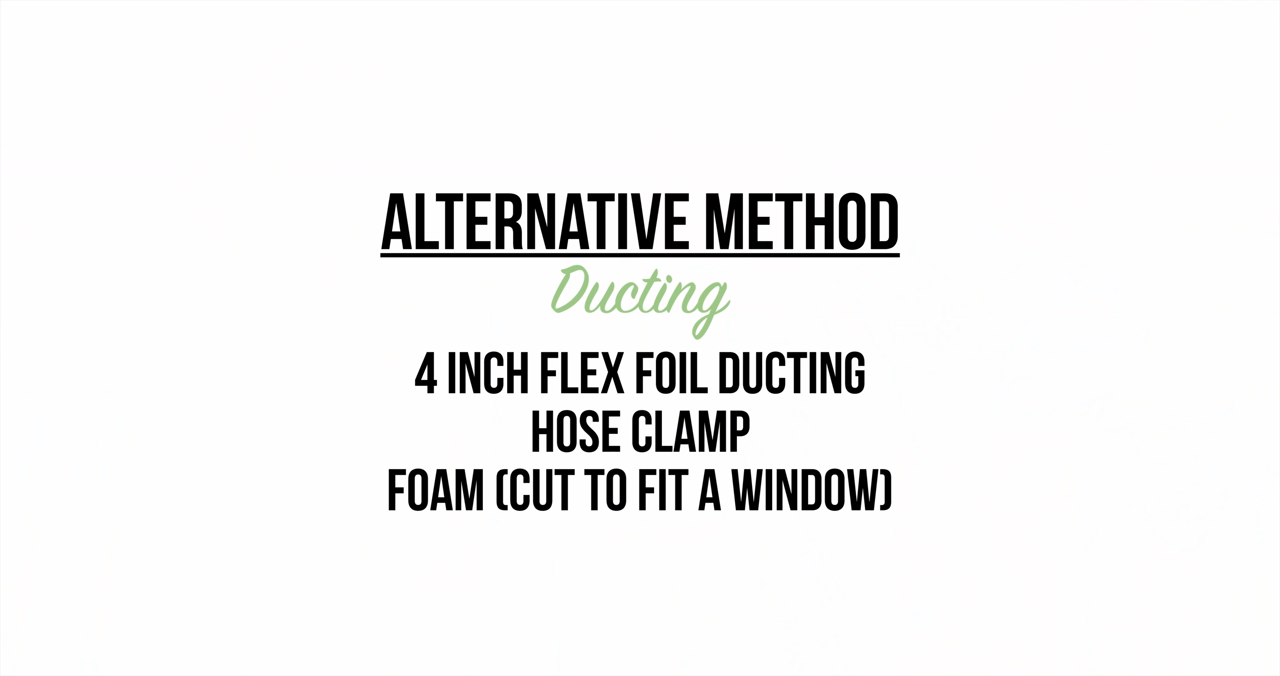 ALTERNATIVE METHOD
Ducting
4 INCH FLEX FOIL DUCTING
HOSE CLAMP
FOAM (CUT TO FIT A WINDOW)